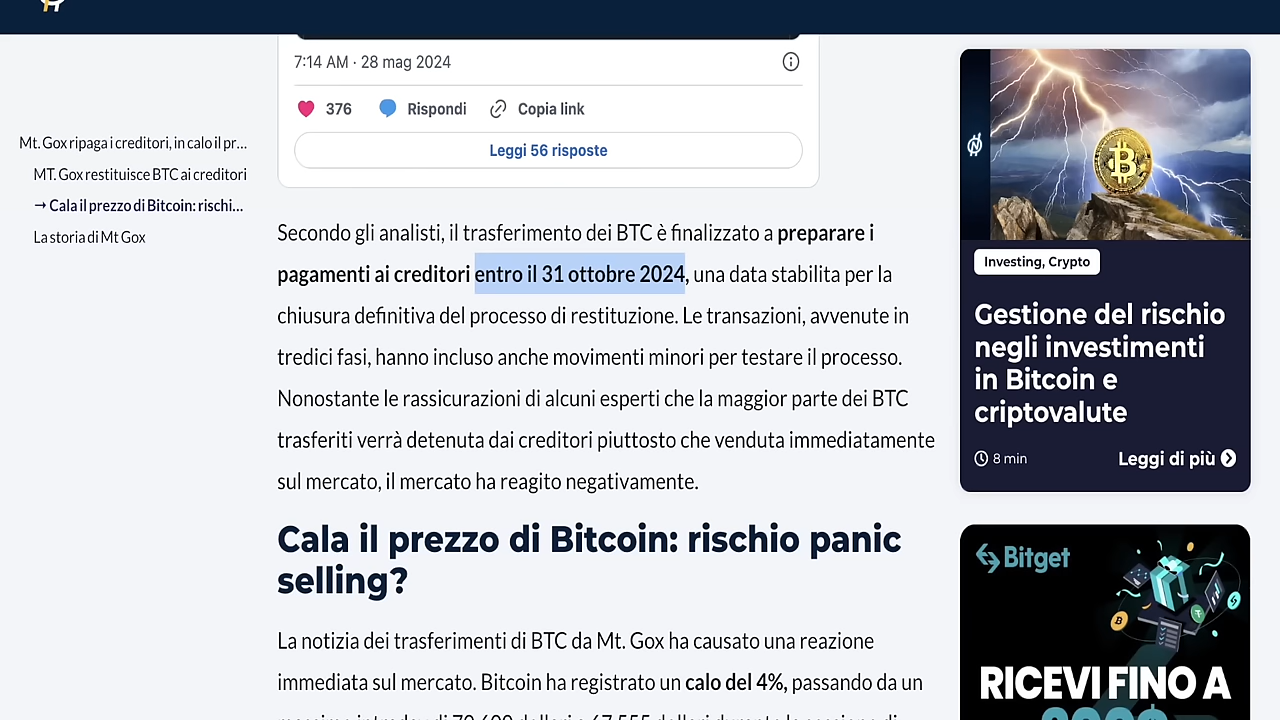 7:14 AM · 28 mag 2024
376 Rispondi Copia link
Leggi 56 risposte
Mt. Gox ripaga i creditori, in calo il pr...
MT. Gox restituisce BTC ai creditori
→ Cala il prezzo di Bitcoin: rischi...
La storia di Mt Gox
Secondo gli analisti, il trasferimento dei BTC è finalizzato a preparare i
pagamenti ai creditori entro il 31 ottobre 2024, una data stabilita per la
chiusura definitiva del processo di restituzione. Le transazioni, avvenute in
tredici fasi, hanno incluso anche movimenti minori per testare il processo.
Nonostante le rassicurazioni di alcuni esperti che la maggior parte dei BTC
trasferiti verrà detenuta dai creditori piuttosto che venduta immediatamente
sul mercato, il mercato ha reagito negativamente.
Cala il prezzo di Bitcoin: rischio panic
selling?
La notizia dei trasferimenti di BTC da Mt. Gox ha causato una reazione
immediata sul mercato. Bitcoin ha registrato un calo del 4%, passando da un
Investing, Crypto
Gestione del rischio
negli investimenti
in Bitcoin e
criptovalute
8 min
Leggi di più
Bitget
RICEVI FINO A